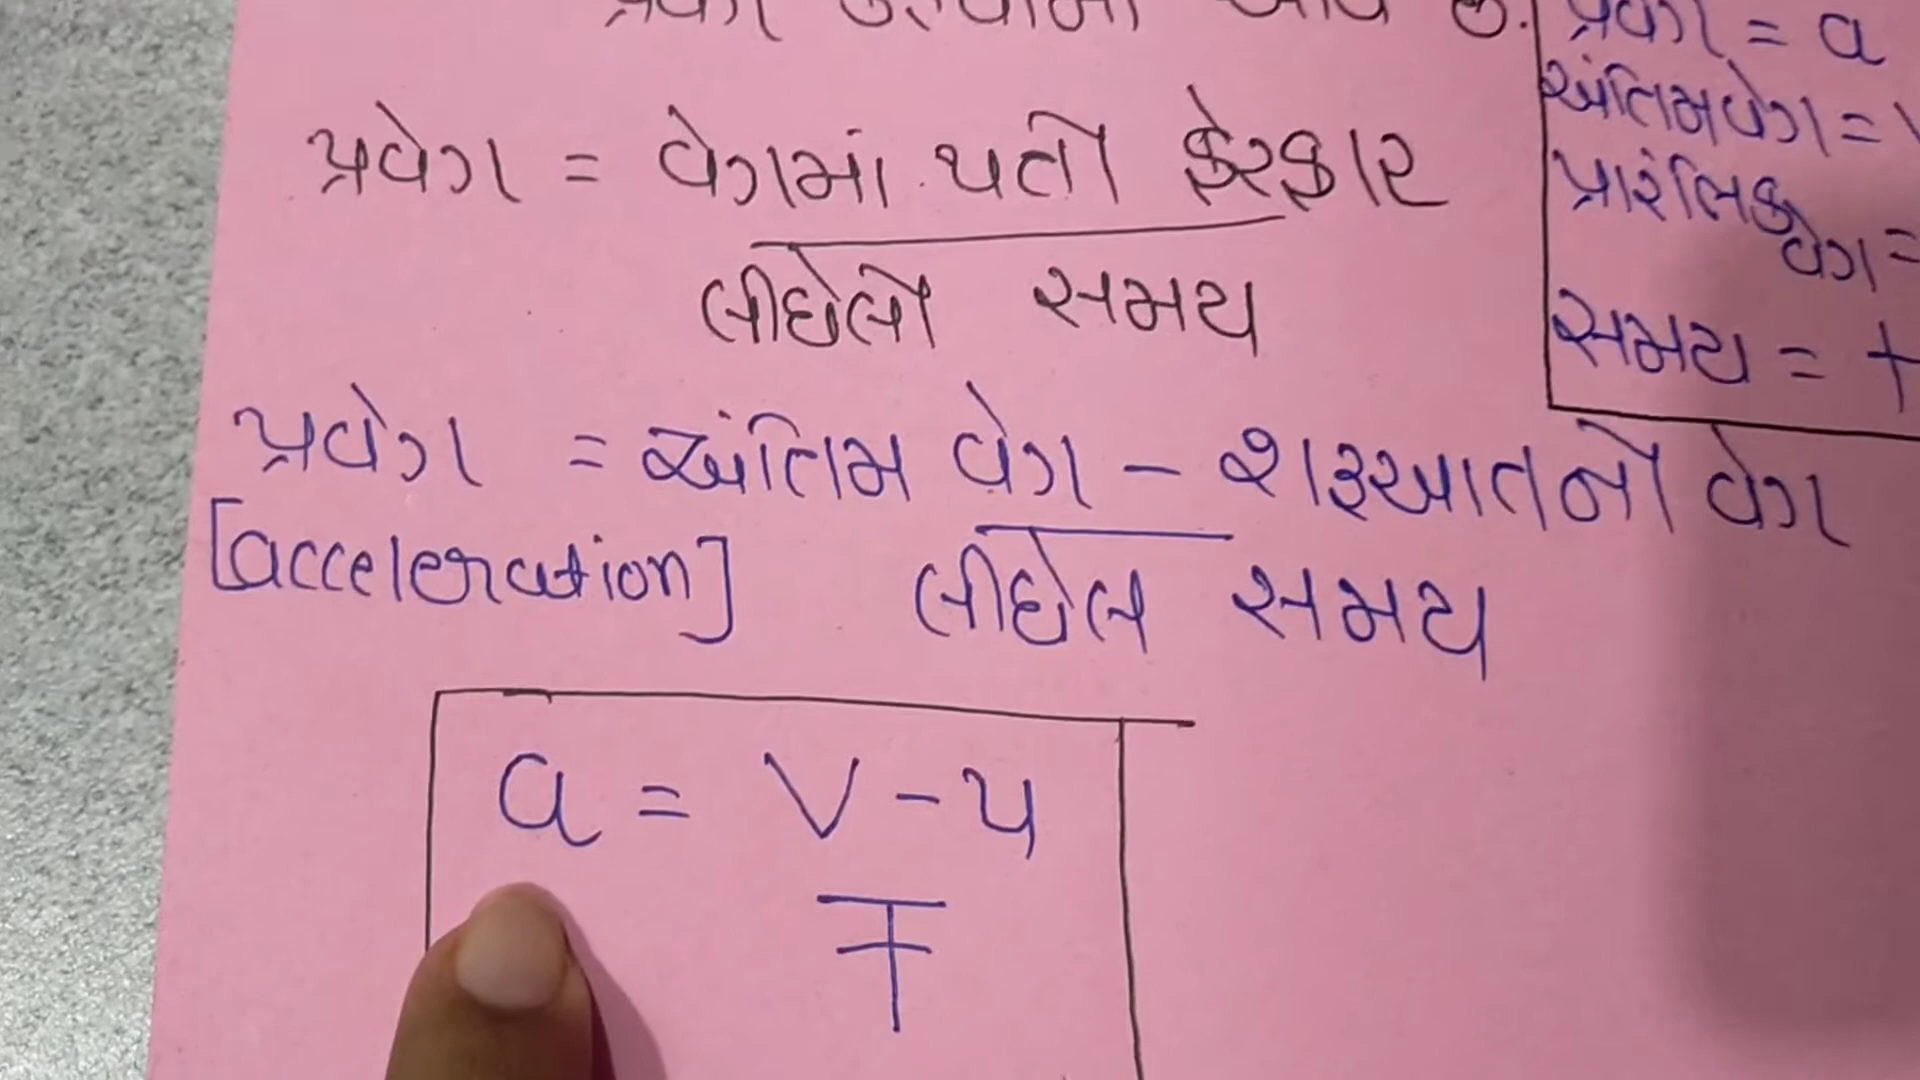 પ્રવેગ = વેગમાં થતો ફેરફાર
લીધેલો સમય
પ્રવેગ = અંતિમ વેગ - શરૂઆતનો વેગ
[acceleration] લીધેલ સમય
a = v - u
t
પ્રવેગ = a
અંતિમવેગ =
પ્રારંભિક
વેગ =
સમય = t